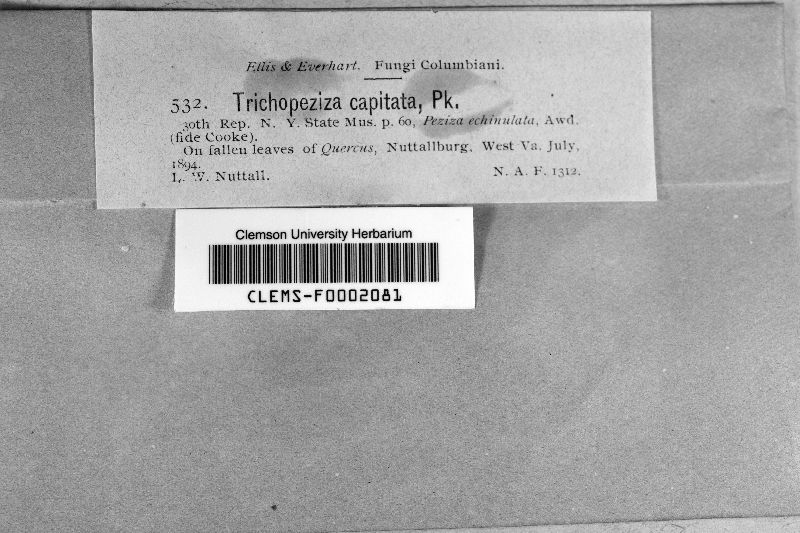 Ellis & Everhart. Fungi Columbiani.
532. Trichopeziza capitata, Pk.
30th Rep. N. Y. State Mus. p. 60, Peziza echinulata, Awd.
(fide Cooke).
On fallen leaves of Quercus, Nuttallburg, West Va. July,
1894.
L. W. Nuttall. N. A. F. 1312.
Clemson University Herbarium
CLEMS-F0002081